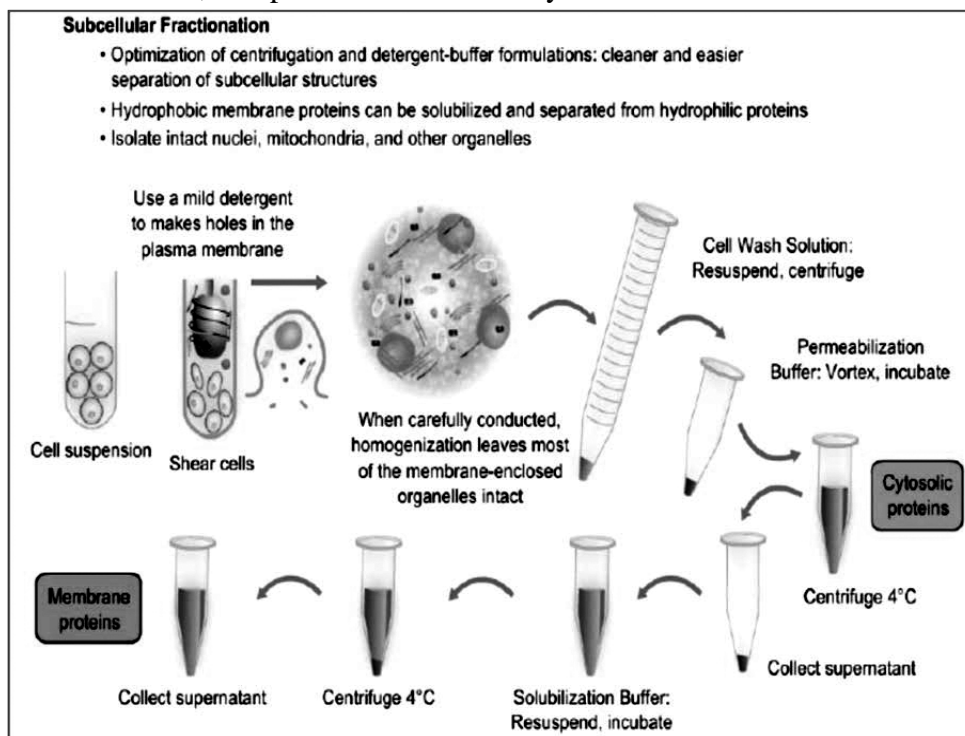 Subcellular Fractionation
• Optimization of centrifugation and detergent-buffer formulations: cleaner and easier
separation of subcellular structures
• Hydrophobic membrane proteins can be solubilized and separated from hydrophilic proteins
• Isolate intact nuclei, mitochondria, and other organelles
Use a mild detergent
to makes holes in the
plasma membrane
Cell Wash Solution:
Resuspend, centrifuge
Permeabilization
Buffer: Vortex, incubate
Cell suspension
Shear cells
When carefully conducted,
homogenization leaves most
of the membrane-enclosed
organelles intact
Cytosolic
proteins
Centrifuge 4°C
Collect supernatant
Solubilization Buffer:
Resuspend, incubate
Centrifuge 4°C
Collect supernatant
Membrane
proteins